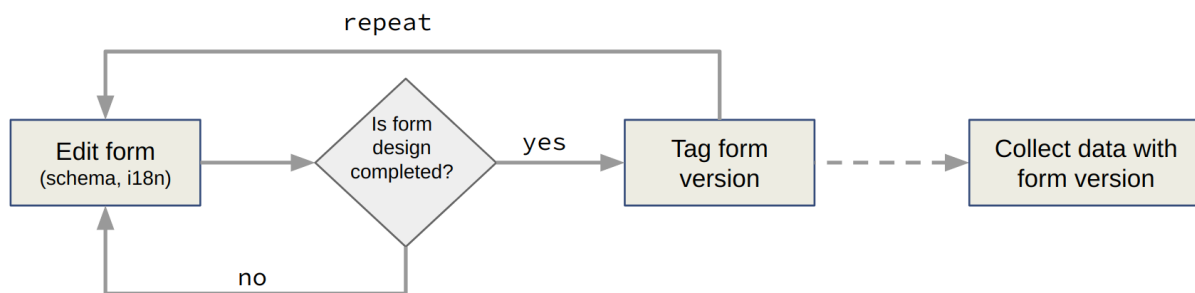 repeat
Edit form
(schema, i18n)
Is form
design
completed?
yes
Tag form
version
Collect data with
form version
no